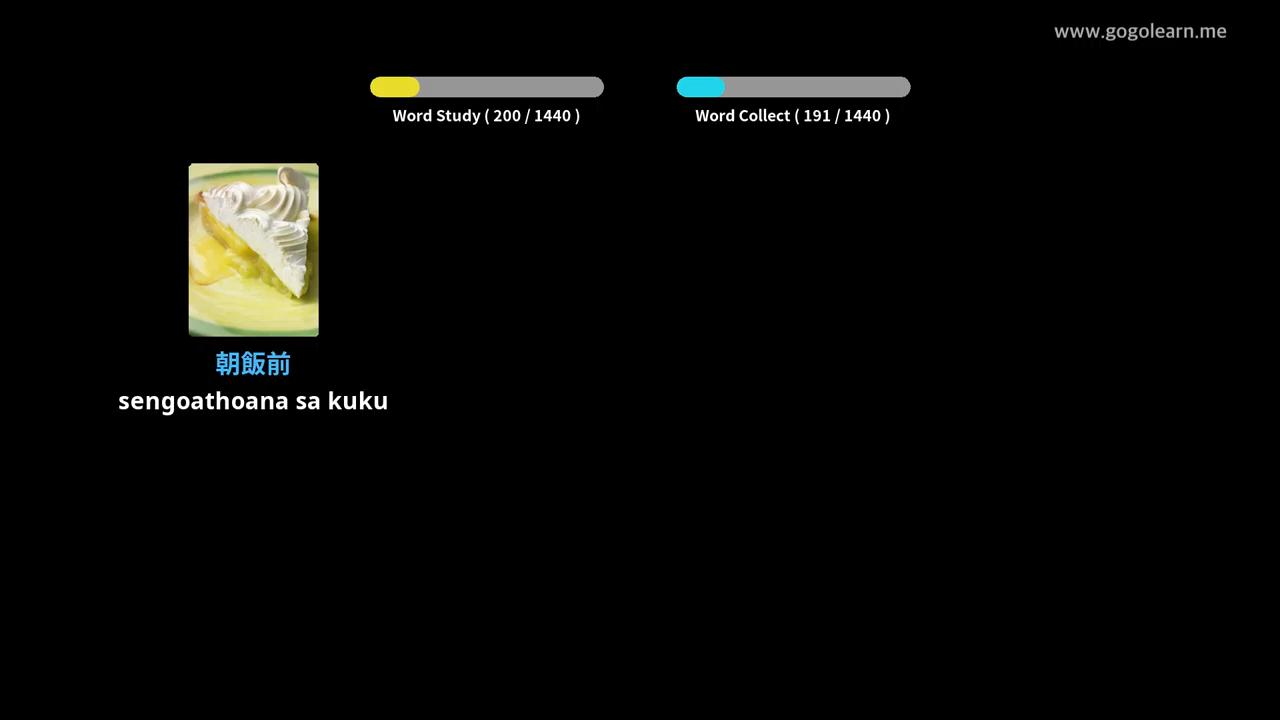 www.gogolearn.me
Word Study ( 200 / 1440 )
Word Collect ( 191 / 1440 )
朝飯前
sengoathoana sa kuku